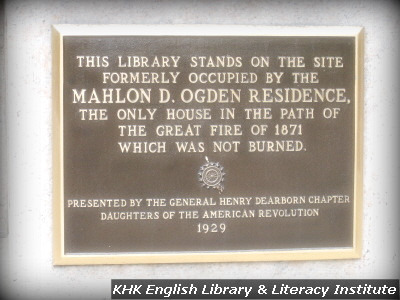 THIS LIBRARY STANDS ON THE SITE
FORMERLY OCCUPIED BY THE
MAHLON D. OGDEN RESIDENCE,
THE ONLY HOUSE IN THE PATH OF
THE GREAT FIRE OF 1871
WHICH WAS NOT BURNED.
PRESENTED BY THE GENERAL HENRY DEARBORN CHAPTER
DAUGHTERS OF THE AMERICAN REVOLUTION
1929
KHK English Library & Literacy Institute